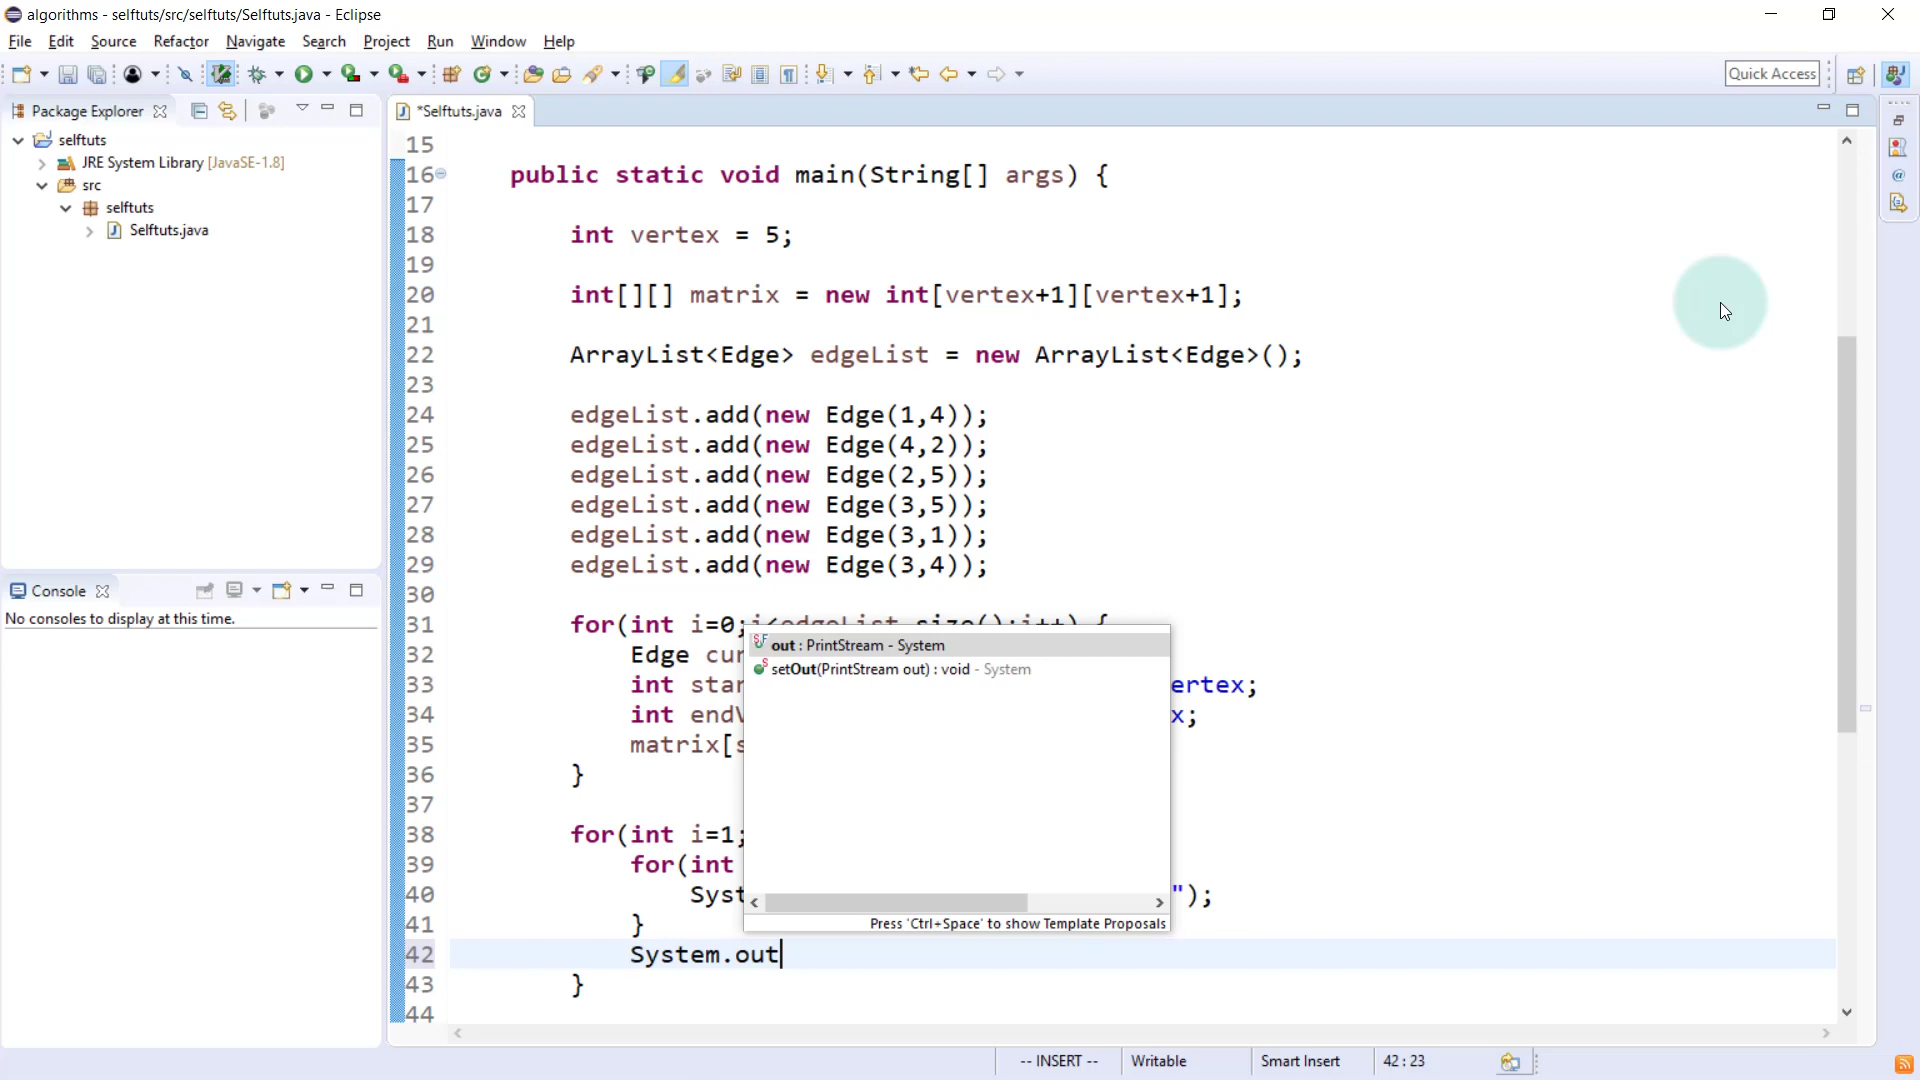 algorithms - selftuts/src/selftuts/Selftuts.java - Eclipse
File Edit Source Refactor Navigate Search Project Run Window Help
Quick Access
Package Explorer
*Selftuts.java
selftuts
JRE System Library [JavaSE-1.8]
src
selftuts
Selftuts.java
Console
No consoles to display at this time.
15
16 public static void main(String[] args) {
17
18 int vertex = 5;
19
20 int[][] matrix = new int[vertex+1][vertex+1];
21
22 ArrayList<Edge> edgeList = new ArrayList<Edge>();
23
24 edgeList.add(new Edge(1,4));
25 edgeList.add(new Edge(4,2));
26 edgeList.add(new Edge(2,5));
27 edgeList.add(new Edge(3,5));
28 edgeList.add(new Edge(3,1));
29 edgeList.add(new Edge(3,4));
30
31 for(int i=0;i<edgeList.size();i++) {
32 Edge cur
33 int star ertex;
34 int endV x;
35 matrix[s
36 }
37
38 for(int i=1;
39 for(int
40 Syst ");
41 }
42 System.out
43 }
44
out : PrintStream - System
setOut(PrintStream out) : void - System
Press 'Ctrl+Space' to show Template Proposals
-- INSERT -- Writable Smart Insert 42 : 23